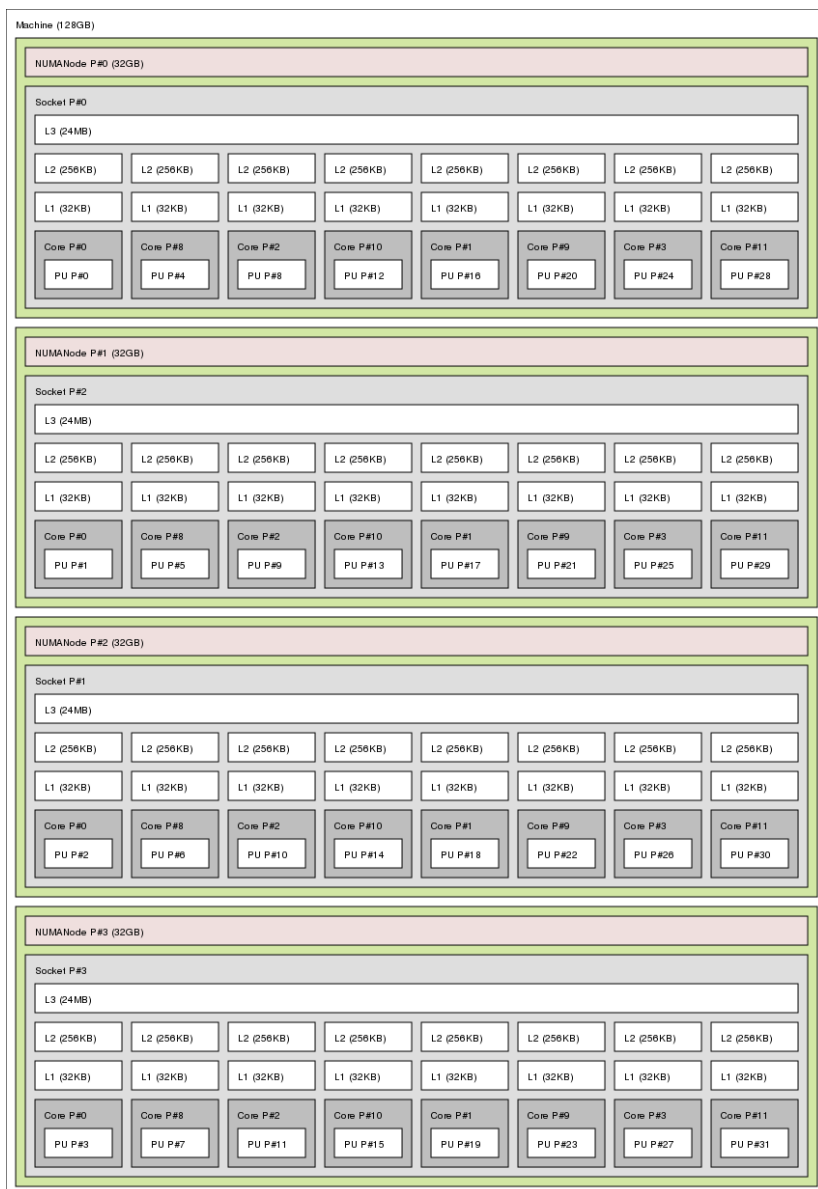 Machine (128GB)
NUMANode P#0 (32GB)
Socket P#0
L3 (24MB)
L2 (256KB) L2 (256KB) L2 (256KB) L2 (256KB) L2 (256KB) L2 (256KB) L2 (256KB) L2 (256KB)
L1 (32KB) L1 (32KB) L1 (32KB) L1 (32KB) L1 (32KB) L1 (32KB) L1 (32KB) L1 (32KB)
Core P#0 Core P#8 Core P#2 Core P#10 Core P#1 Core P#9 Core P#3 Core P#11
PU P#0 PU P#4 PU P#8 PU P#12 PU P#16 PU P#20 PU P#24 PU P#28
NUMANode P#1 (32GB)
Socket P#2
L3 (24MB)
L2 (256KB) L2 (256KB) L2 (256KB) L2 (256KB) L2 (256KB) L2 (256KB) L2 (256KB) L2 (256KB)
L1 (32KB) L1 (32KB) L1 (32KB) L1 (32KB) L1 (32KB) L1 (32KB) L1 (32KB) L1 (32KB)
Core P#0 Core P#8 Core P#2 Core P#10 Core P#1 Core P#9 Core P#3 Core P#11
PU P#1 PU P#5 PU P#9 PU P#13 PU P#17 PU P#21 PU P#25 PU P#29
NUMANode P#2 (32GB)
Socket P#1
L3 (24MB)
L2 (256KB) L2 (256KB) L2 (256KB) L2 (256KB) L2 (256KB) L2 (256KB) L2 (256KB) L2 (256KB)
L1 (32KB) L1 (32KB) L1 (32KB) L1 (32KB) L1 (32KB) L1 (32KB) L1 (32KB) L1 (32KB)
Core P#0 Core P#8 Core P#2 Core P#10 Core P#1 Core P#9 Core P#3 Core P#11
PU P#2 PU P#6 PU P#10 PU P#14 PU P#18 PU P#22 PU P#26 PU P#30
NUMANode P#3 (32GB)
Socket P#3
L3 (24MB)
L2 (256KB) L2 (256KB) L2 (256KB) L2 (256KB) L2 (256KB) L2 (256KB) L2 (256KB) L2 (256KB)
L1 (32KB) L1 (32KB) L1 (32KB) L1 (32KB) L1 (32KB) L1 (32KB) L1 (32KB) L1 (32KB)
Core P#0 Core P#8 Core P#2 Core P#10 Core P#1 Core P#9 Core P#3 Core P#11
PU P#3 PU P#7 PU P#11 PU P#15 PU P#19 PU P#23 PU P#27 PU P#31